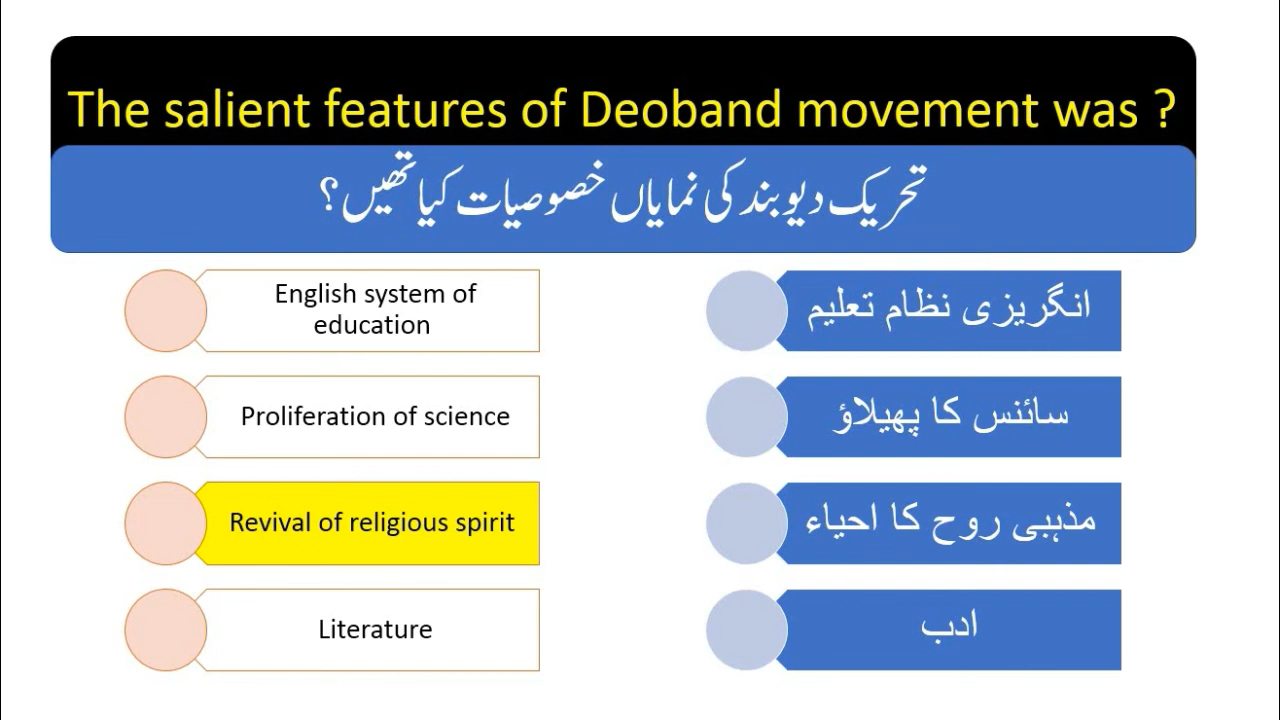 The salient features of Deoband movement was ?
تحریک دیوبند کی نمایاں خصوصیات کیا تھیں؟
English system of
education
انگریزی نظام تعلیم
Proliferation of science
سائنس کا پھیلاؤ
Revival of religious spirit
مذہبی روح کا احیاء
Literature
ادب